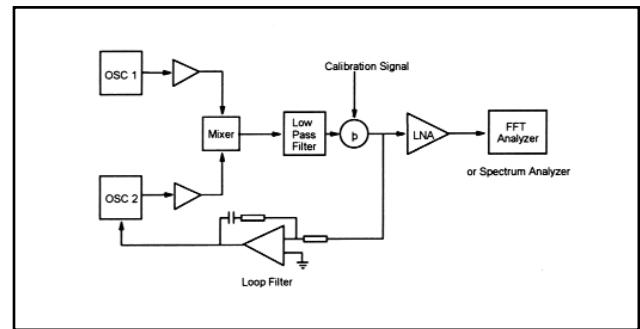 OSC 1
Calibration Signal
Mixer
Low
Pass
Filter
þ
LNA
FFT
Analyzer
or Spectrum Analyzer
OSC 2
Loop Filter